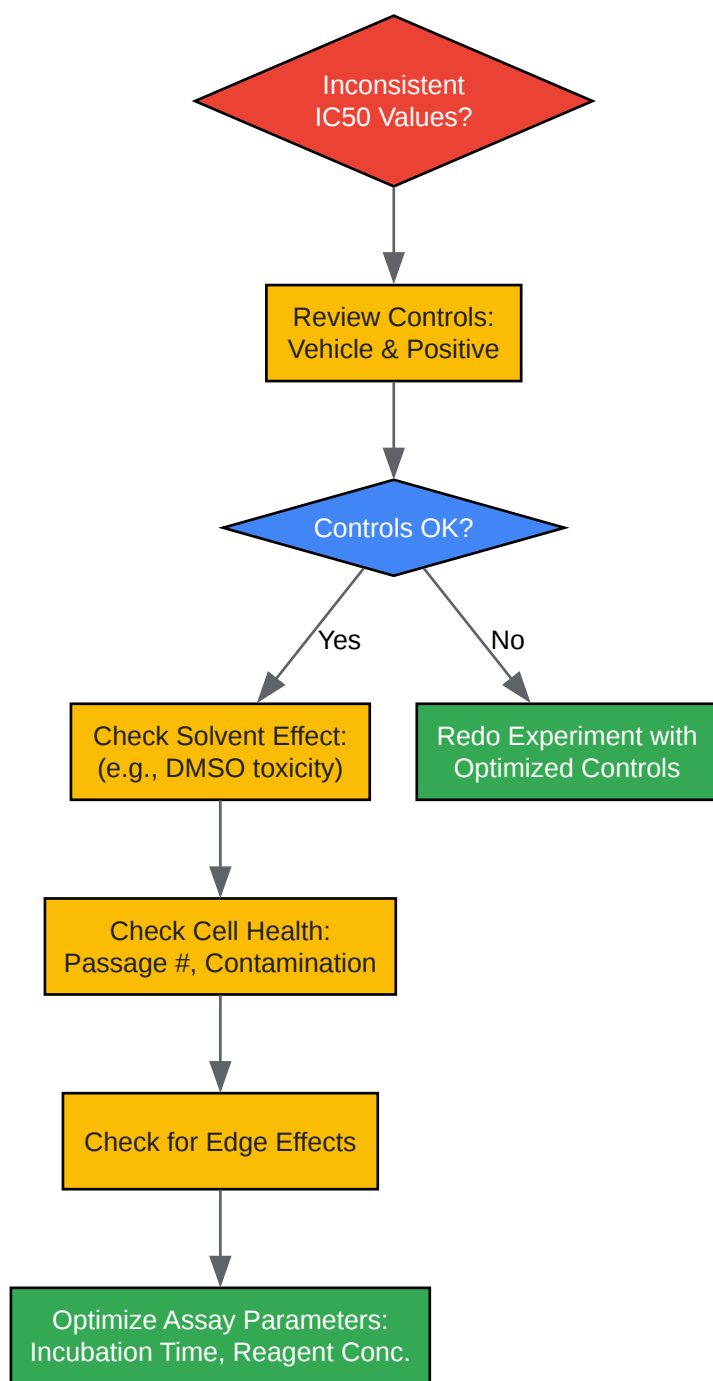 Inconsistent
IC50 Values?
Review Controls:
Vehicle & Positive
Controls OK?
Yes
No
Check Solvent Effect:
(e.g., DMSO toxicity)
Redo Experiment with
Optimized Controls
Check Cell Health:
Passage #, Contamination
Check for Edge Effects
Optimize Assay Parameters:
Incubation Time, Reagent Conc.